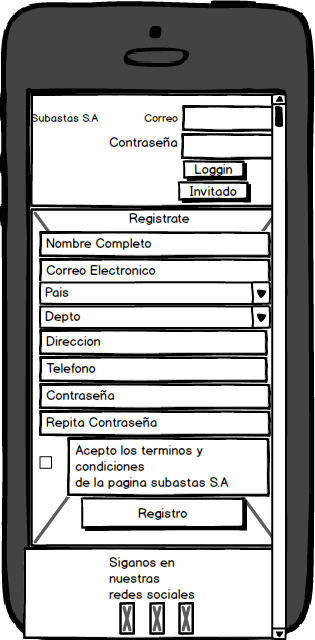 Subastas S.A Correo
Contraseña
Loggin
Invitado
Registrate
Nombre Completo
Correo Electronico
Pais
Depto
Direccion
Telefono
Contraseña
Repita Contraseña
Acepto los terminos y
condiciones
de la pagina subastas S.A
Registro
Siganos en
nuestras
redes sociales